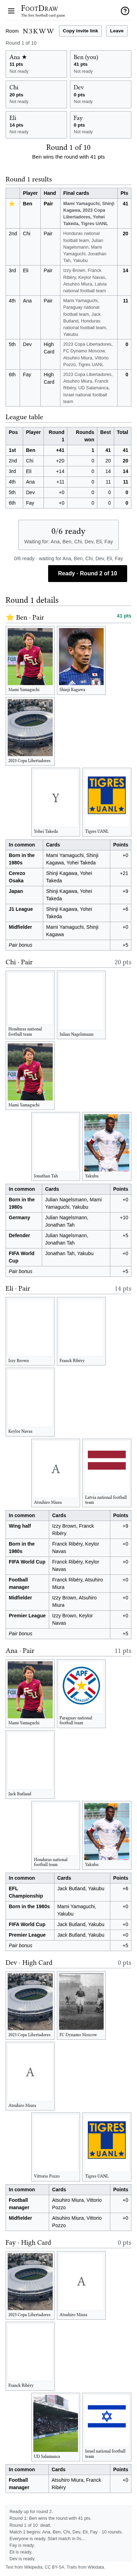 FOOTDRAW
The free football card game
Room N3KWW Copy invite link Leave
Round 1 of 10
Ana ★
11 pts
Not ready
Ben (you)
41 pts
Not ready
Chi
20 pts
Not ready
Dev
0 pts
Not ready
Eli
14 pts
Not ready
Fay
0 pts
Not ready
Round 1 of 10
Ben wins the round with 41 pts
Round 1 results
Player Hand Final cards Pts
⭐ Ben Pair Mami Yamaguchi, Shinji Kagawa, 2023 Copa Libertadores, Yohei Takeda, Tigres UANL 41
2nd Chi Pair Honduras national football team, Julian Nagelsmann, Mami Yamaguchi, Jonathan Tah, Yakubu 20
3rd Eli Pair Izzy Brown, Franck Ribéry, Keylor Navas, Atsuhiro Miura, Latvia national football team 14
4th Ana Pair Mami Yamaguchi, Paraguay national football team, Jack Butland, Honduras national football team, Yakubu 11
5th Dev High Card 2023 Copa Libertadores, FC Dynamo Moscow, Atsuhiro Miura, Vittorio Pozzo, Tigres UANL 0
6th Fay High Card 2023 Copa Libertadores, Atsuhiro Miura, Franck Ribéry, UD Salamanca, Israel national football team 0
League table
Pos Player Round 1 Rounds won Best Total
1st Ben +41 1 41 41
2nd Chi +20 0 20 20
3rd Eli +14 0 14 14
4th Ana +11 0 11 11
5th Dev +0 0 0 0
6th Fay +0 0 0 0
0/6 ready
Waiting for: Ana, Ben, Chi, Dev, Eli, Fay
0/6 ready · waiting for Ana, Ben, Chi, Dev, Eli, Fay
Ready · Round 2 of 10
Round 1 details
⭐ Ben · Pair 41 pts
Mami Yamaguchi
Shinji Kagawa
2023 Copa Libertadores
Y
Yohei Takeda
TIGRES
UANL
Tigres UANL
In common Cards Points
Born in the 1980s Mami Yamaguchi, Shinji Kagawa, Yohei Takeda +0
Cerezo Osaka Shinji Kagawa, Yohei Takeda +21
Japan Shinji Kagawa, Yohei Takeda +9
J1 League Shinji Kagawa, Yohei Takeda +6
Midfielder Mami Yamaguchi, Shinji Kagawa +0
Pair bonus +5
Chi · Pair 20 pts
Honduras national football team
Julian Nagelsmann
Mami Yamaguchi
Jonathan Tah
Yakubu
In common Cards Points
Born in the 1980s Julian Nagelsmann, Mami Yamaguchi, Yakubu +0
Germany Julian Nagelsmann, Jonathan Tah +10
Defender Julian Nagelsmann, Jonathan Tah +5
FIFA World Cup Jonathan Tah, Yakubu +0
Pair bonus +5
Eli · Pair 14 pts
Izzy Brown
Franck Ribéry
Keylor Navas
A
Atsuhiro Miura
Latvia national football team
In common Cards Points
Wing half Izzy Brown, Franck Ribéry +9
Born in the 1980s Franck Ribéry, Keylor Navas +0
FIFA World Cup Franck Ribéry, Keylor Navas +0
Football manager Franck Ribéry, Atsuhiro Miura +0
Midfielder Izzy Brown, Atsuhiro Miura +0
Premier League Izzy Brown, Keylor Navas +0
Pair bonus +5
Ana · Pair 11 pts
Mami Yamaguchi
APF
Paraguay national football team
Jack Butland
Honduras national football team
Yakubu
In common Cards Points
EFL Championship Jack Butland, Yakubu +6
Born in the 1980s Mami Yamaguchi, Yakubu +0
FIFA World Cup Jack Butland, Yakubu +0
Premier League Jack Butland, Yakubu +0
Pair bonus +5
Dev · High Card 0 pts
2023 Copa Libertadores
FC Dynamo Moscow
A
Atsuhiro Miura
Vittorio Pozzo
TIGRES
UANL
Tigres UANL
In common Cards Points
Football manager Atsuhiro Miura, Vittorio Pozzo +0
Midfielder Atsuhiro Miura, Vittorio Pozzo +0
Fay · High Card 0 pts
2023 Copa Libertadores
A
Atsuhiro Miura
Franck Ribéry
UD Salamanca
Israel national football team
In common Cards Points
Football manager Atsuhiro Miura, Franck Ribéry +0
Midfielder
Ready up for round 2.
Round 1: Ben wins the round with 41 pts.
Round 1 of 10: deal!
Match 1 begins: Ana, Ben, Chi, Dev, Eli, Fay · 10 rounds.
Everyone is ready. Start match in /5s…
Fay is ready
Eli is ready
Dev is ready
Text from Wikipedia, CC BY-SA. Traits from Wikidata.